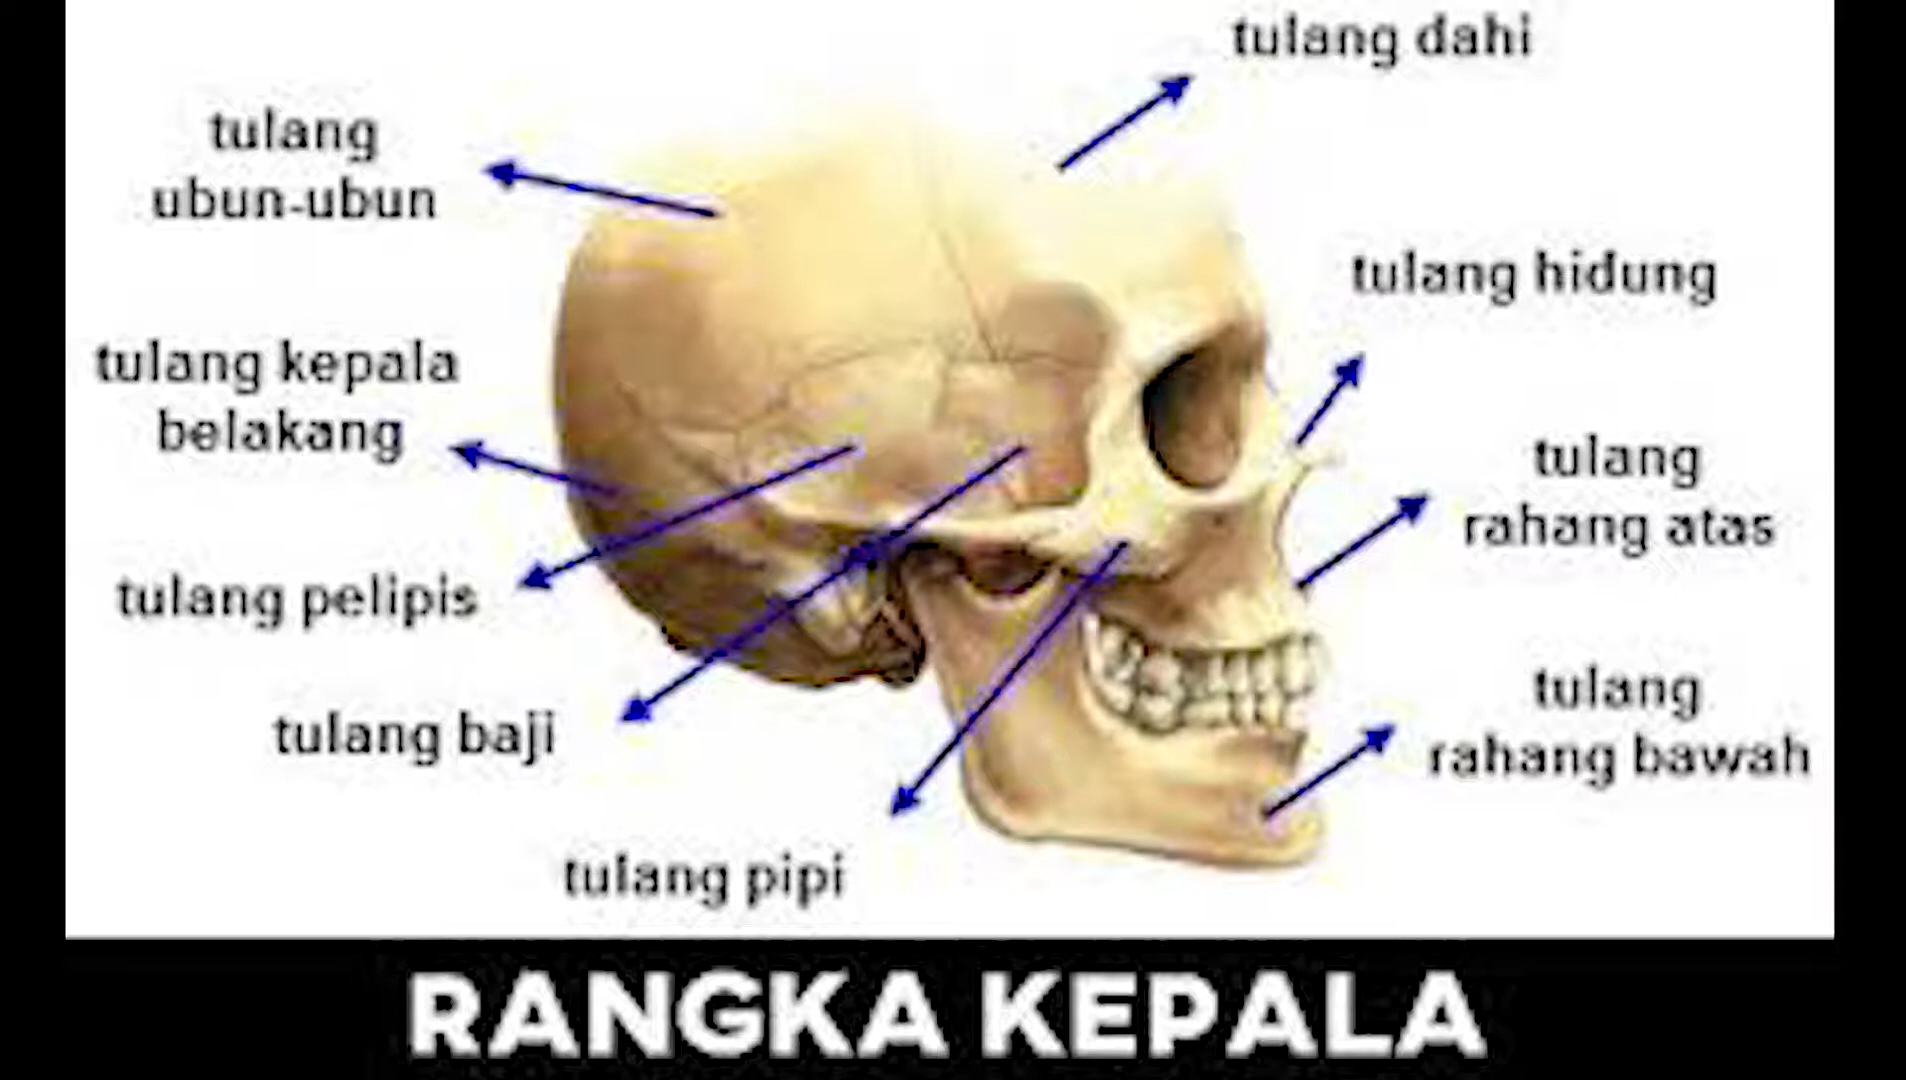 tulang dahi
tulang
ubun-ubun
tulang hidung
tulang kepala
belakang
tulang
rahang atas
tulang pelipis
tulang
rahang bawah
tulang baji
tulang pipi
RANGKA KEPALA